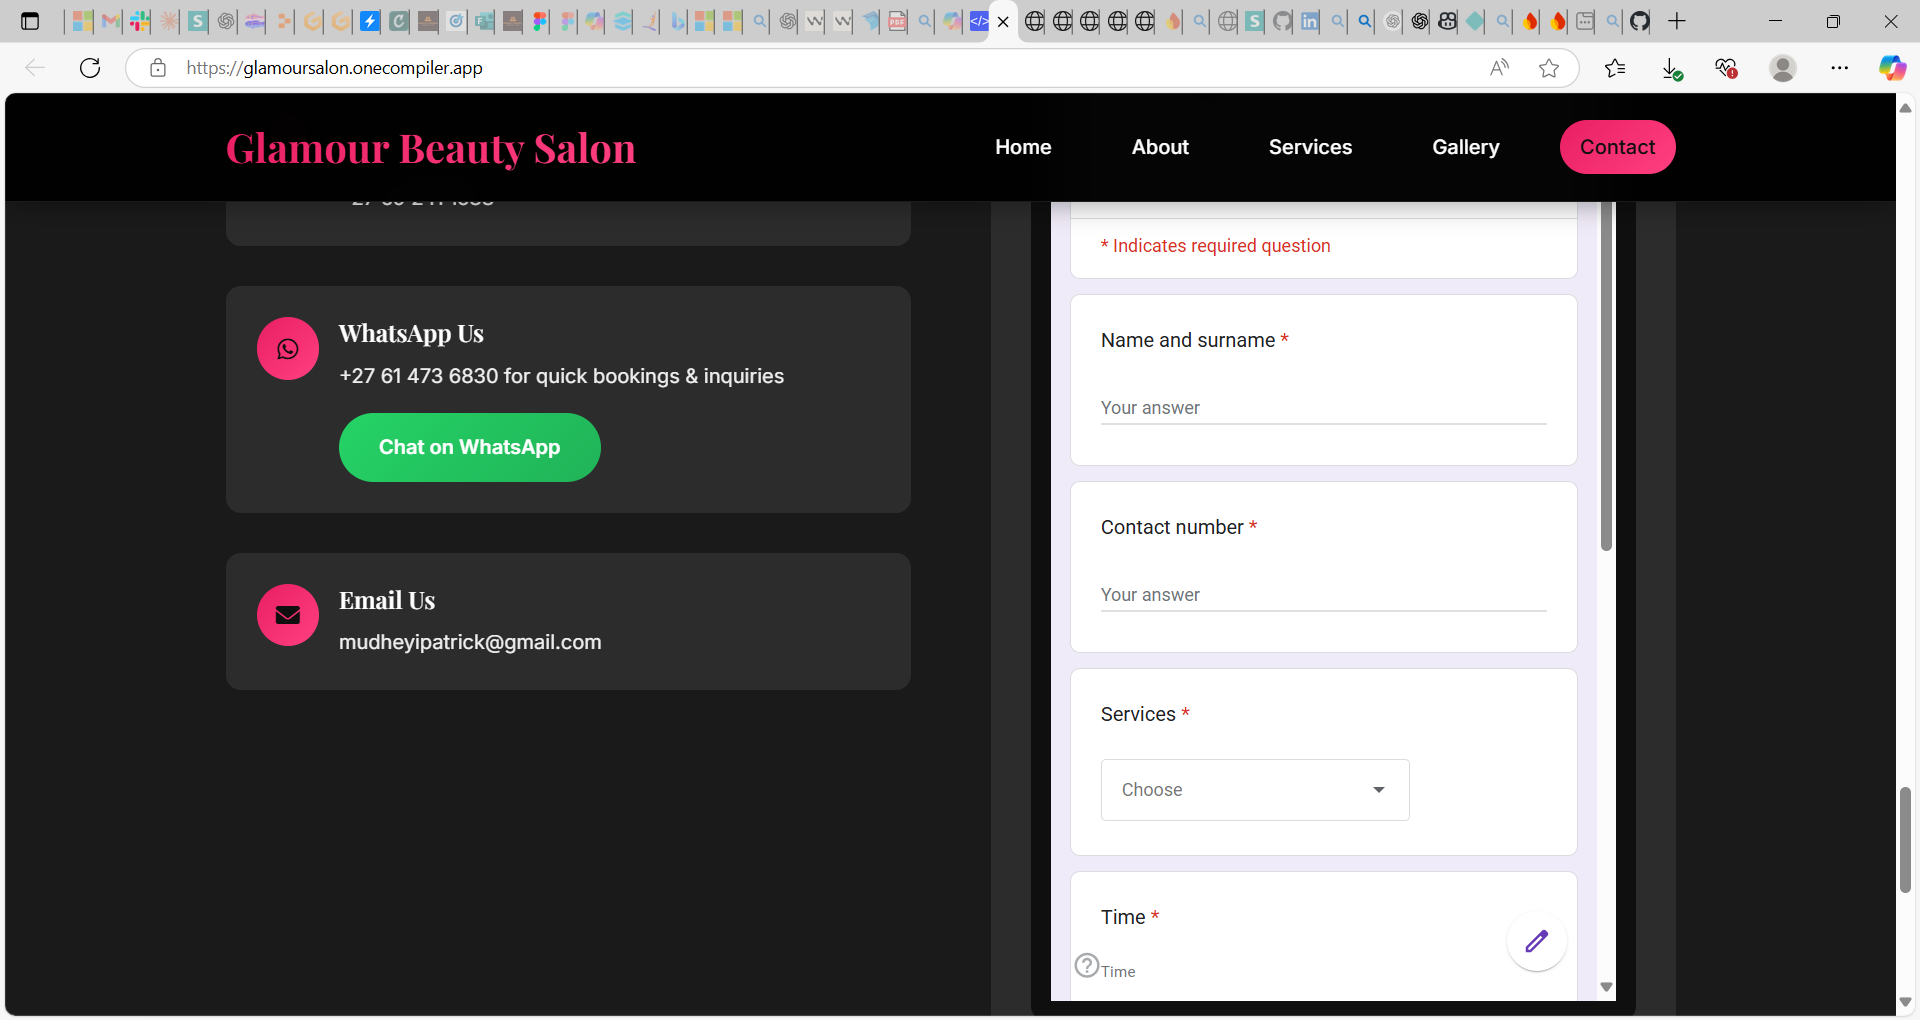 https://glamoursalon.onecompiler.app
Glamour Beauty Salon
Home
About
Services
Gallery
Contact
WhatsApp Us
+27 61 473 6830 for quick bookings & inquiries
Chat on WhatsApp
Email Us
mudheyipatrick@gmail.com
* Indicates required question
Name and surname *
Your answer
Contact number *
Your answer
Services *
Choose
Time *
Time